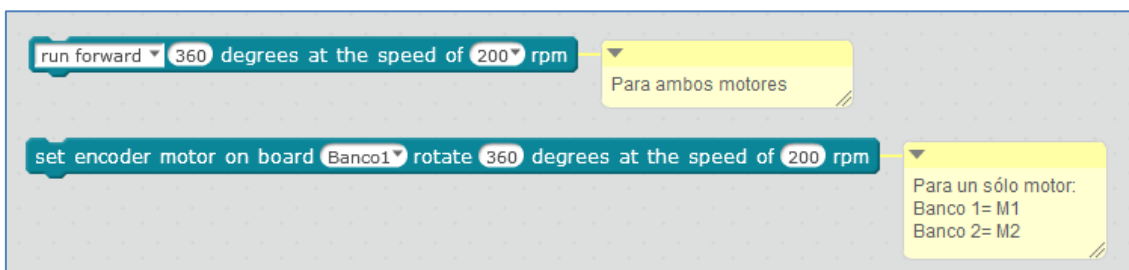 run forward 360 degrees at the speed of 200 rpm
Para ambos motores
set encoder motor on board Banco1 rotate 360 degrees at the speed of 200 rpm
Para un sólo motor:
Banco 1= M1
Banco 2= M2